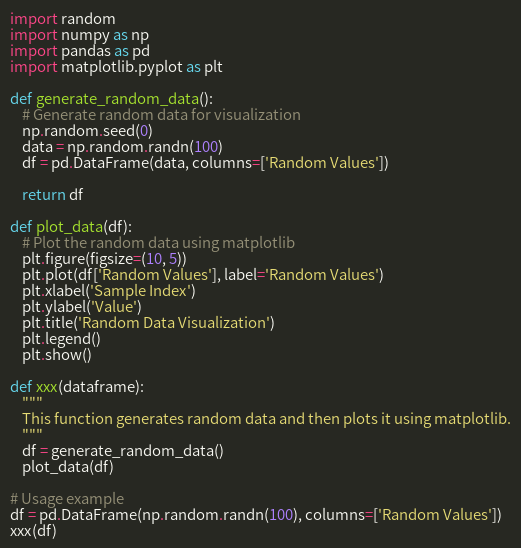 import random
import numpy as np
import pandas as pd
import matplotlib.pyplot as plt

def generate_random_data():
    # Generate random data for visualization
    np.random.seed(0)
    data = np.random.randn(100)
    df = pd.DataFrame(data, columns=['Random Values'])

    return df

def plot_data(df):
    # Plot the random data using matplotlib
    plt.figure(figsize=(10, 5))
    plt.plot(df['Random Values'], label='Random Values')
    plt.xlabel('Sample Index')
    plt.ylabel('Value')
    plt.title('Random Data Visualization')
    plt.legend()
    plt.show()

def xxx(dataframe):
    """
    This function generates random data and then plots it using matplotlib.
    """
    df = generate_random_data()
    plot_data(df)

# Usage example
df = pd.DataFrame(np.random.randn(100), columns=['Random Values'])
xxx(df)